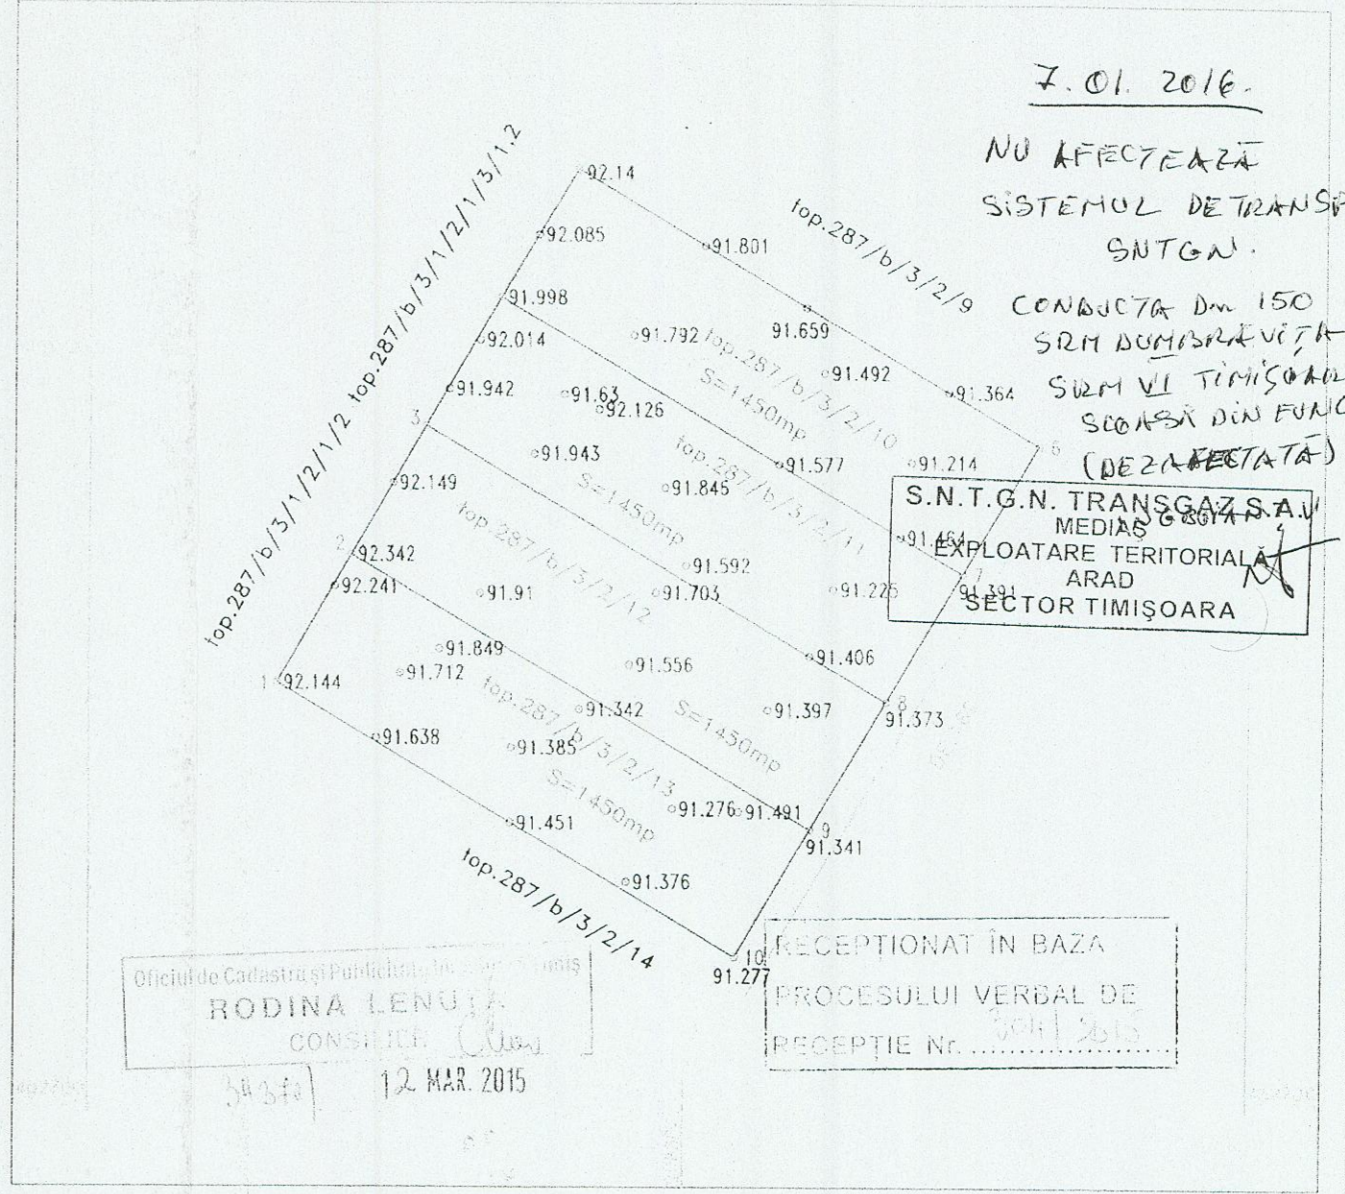 7. 01. 2016.
NU AFECTEAZĂ
SISTEMUL DE TRANSP
SNTGN.
CONDUCTA Dn 150
SRM DUMBRAVIȚA
SRM VI TIMIȘOARA
SCOASĂ DIN FUNC
(DEZAFECTATĂ)
S.N.T.G.N. TRANSGAZ S.A.
MEDIAȘ
EXPLOATARE TERITORIALĂ
ARAD
SECTOR TIMIȘOARA
top.287/b/3/1/2/1/2
top.287/b/3/1/2/1/3/1.2
top.287/b/3/2/9
92.14
92.085
91.801
91.998
91.659
92.014
91.792
top.287/b/3/2/10
S=1450mp
91.492
91.364
91.942
91.63
92.126
3
6
91.943
top.287/b/3/2/11
91.577
91.214
92.149
S=1450mp
91.845
91.464
2
92.342
top.287/b/3/2/12
91.592
7
92.241
91.91
91.703
91.225
91.391
91.849
91.556
91.406
1
92.144
91.712
top.287/b/3/2/13
91.342
S=1450mp
91.397
8
91.373
91.638
91.385
S=1450mp
91.276
91.491
91.451
9
91.341
91.376
top.287/b/3/2/14
10
91.277
Oficiul de Cadastru și Publicitate
RODINA LENUȚA
CONSILIER
12 MAR. 2015
RECEPȚIONAT ÎN BAZA
PROCESULUI VERBAL DE
RECEPȚIE Nr. ....................